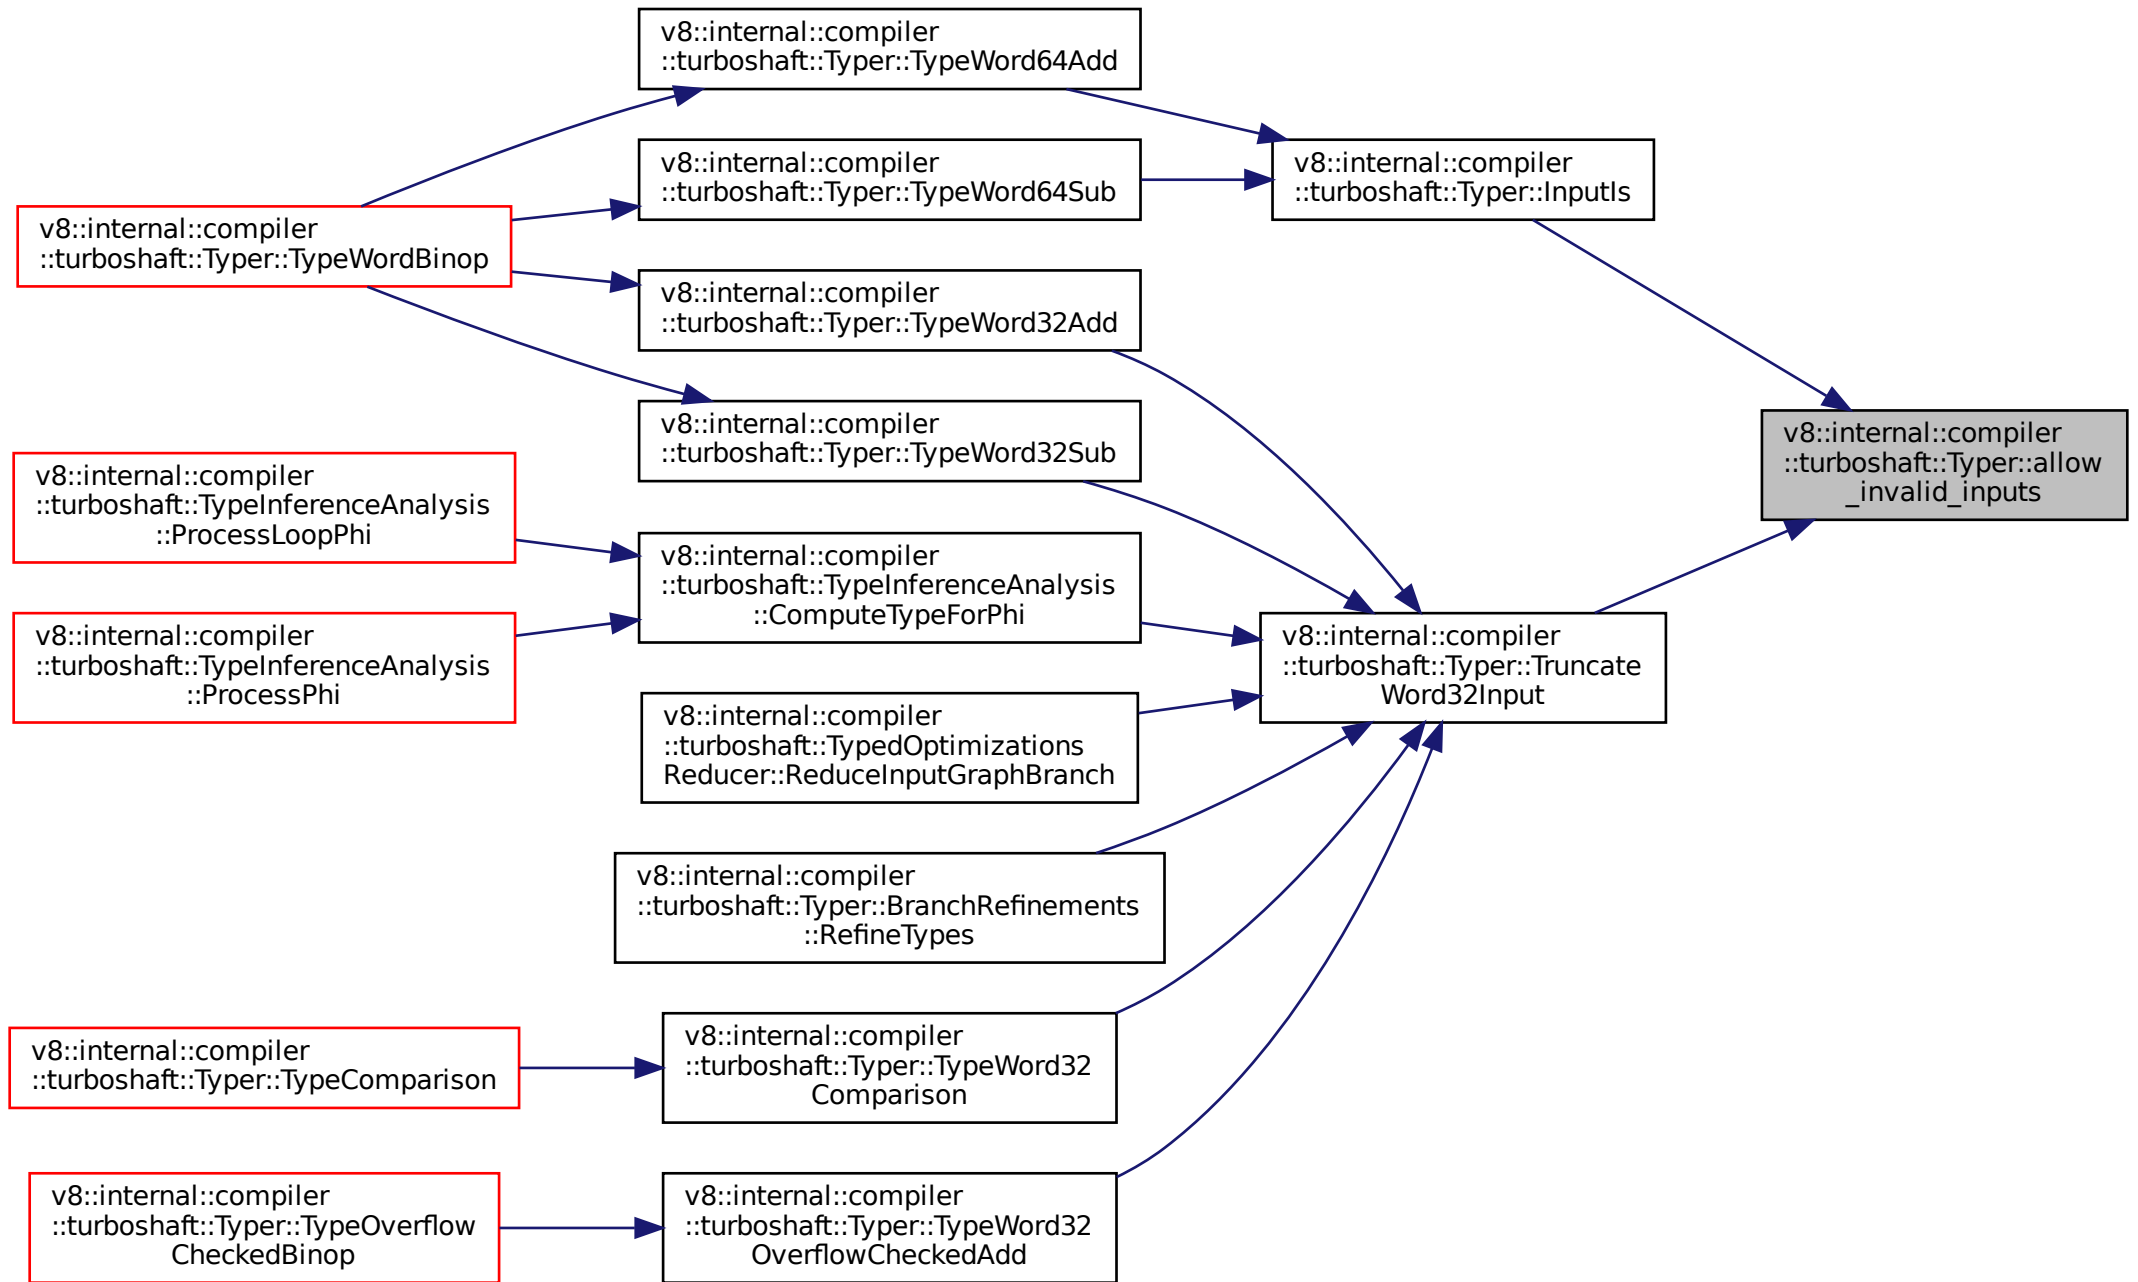 v8::internal::compiler
::turboshaft::Typer::TypeWord64Add
v8::internal::compiler
::turboshaft::Typer::TypeWord64Sub
v8::internal::compiler
::turboshaft::Typer::InputIs
v8::internal::compiler
::turboshaft::Typer::TypeWordBinop
v8::internal::compiler
::turboshaft::Typer::TypeWord32Add
v8::internal::compiler
::turboshaft::Typer::TypeWord32Sub
v8::internal::compiler
::turboshaft::Typer::allow
_invalid_inputs
v8::internal::compiler
::turboshaft::TypeInferenceAnalysis
::ProcessLoopPhi
v8::internal::compiler
::turboshaft::TypeInferenceAnalysis
::ComputeTypeForPhi
v8::internal::compiler
::turboshaft::TypeInferenceAnalysis
::ProcessPhi
v8::internal::compiler
::turboshaft::Typer::Truncate
Word32Input
v8::internal::compiler
::turboshaft::TypedOptimizations
Reducer::ReduceInputGraphBranch
v8::internal::compiler
::turboshaft::Typer::BranchRefinements
::RefineTypes
v8::internal::compiler
::turboshaft::Typer::TypeComparison
v8::internal::compiler
::turboshaft::Typer::TypeWord32
Comparison
v8::internal::compiler
::turboshaft::Typer::TypeOverflow
CheckedBinop
v8::internal::compiler
::turboshaft::Typer::TypeWord32
OverflowCheckedAdd